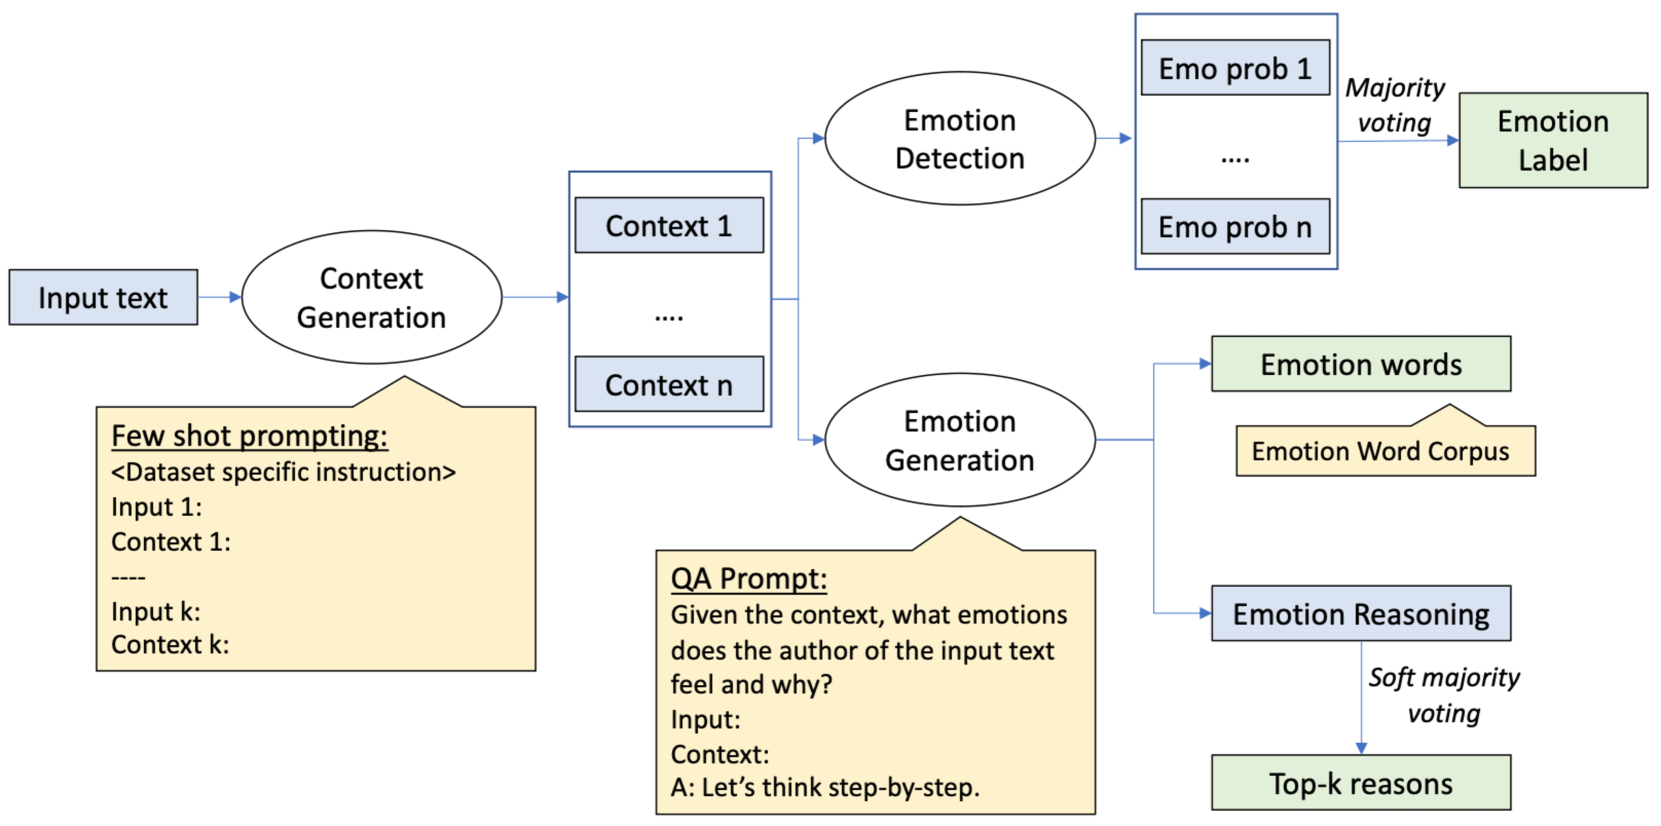 Input text
Context
Generation
Few shot prompting:
<Dataset specific instruction>
Input 1:
Context 1:
----
Input k:
Context k:
Context 1
....
Context n
Emotion
Detection
Emo prob 1
....
Emo prob n
Majority
voting
Emotion
Label
Emotion
Generation
QA Prompt:
Given the context, what emotions
does the author of the input text
feel and why?
Input:
Context:
A: Let’s think step-by-step.
Emotion words
Emotion Word Corpus
Emotion Reasoning
Soft majority
voting
Top-k reasons